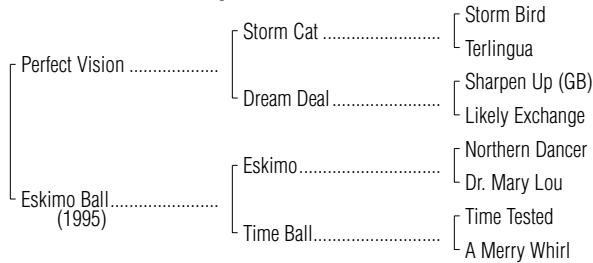 Storm Bird
Storm Cat ......................
Terlingua
Perfect Vision ...................
Sharpen Up (GB)
Dream Deal ....................
Likely Exchange
Northern Dancer
Eskimo...........................
Dr. Mary Lou
Eskimo Ball.......................
(1995)
Time Tested
Time Ball........................
A Merry Whirl